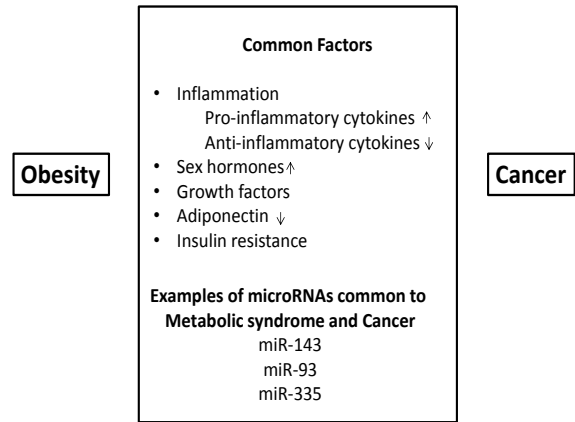 Common Factors
• Inflammation
Pro-inflammatory cytokines ↑
Anti-inflammatory cytokines ↓
• Sex hormones↑
• Growth factors
• Adiponectin ↓
• Insulin resistance
Obesity
Cancer
Examples of microRNAs common to
Metabolic syndrome and Cancer
miR-143
miR-93
miR-335